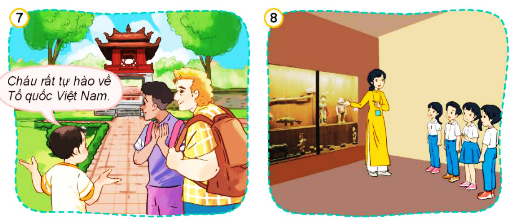 7
8
Cháu rất tự hào về
Tổ quốc Việt Nam.